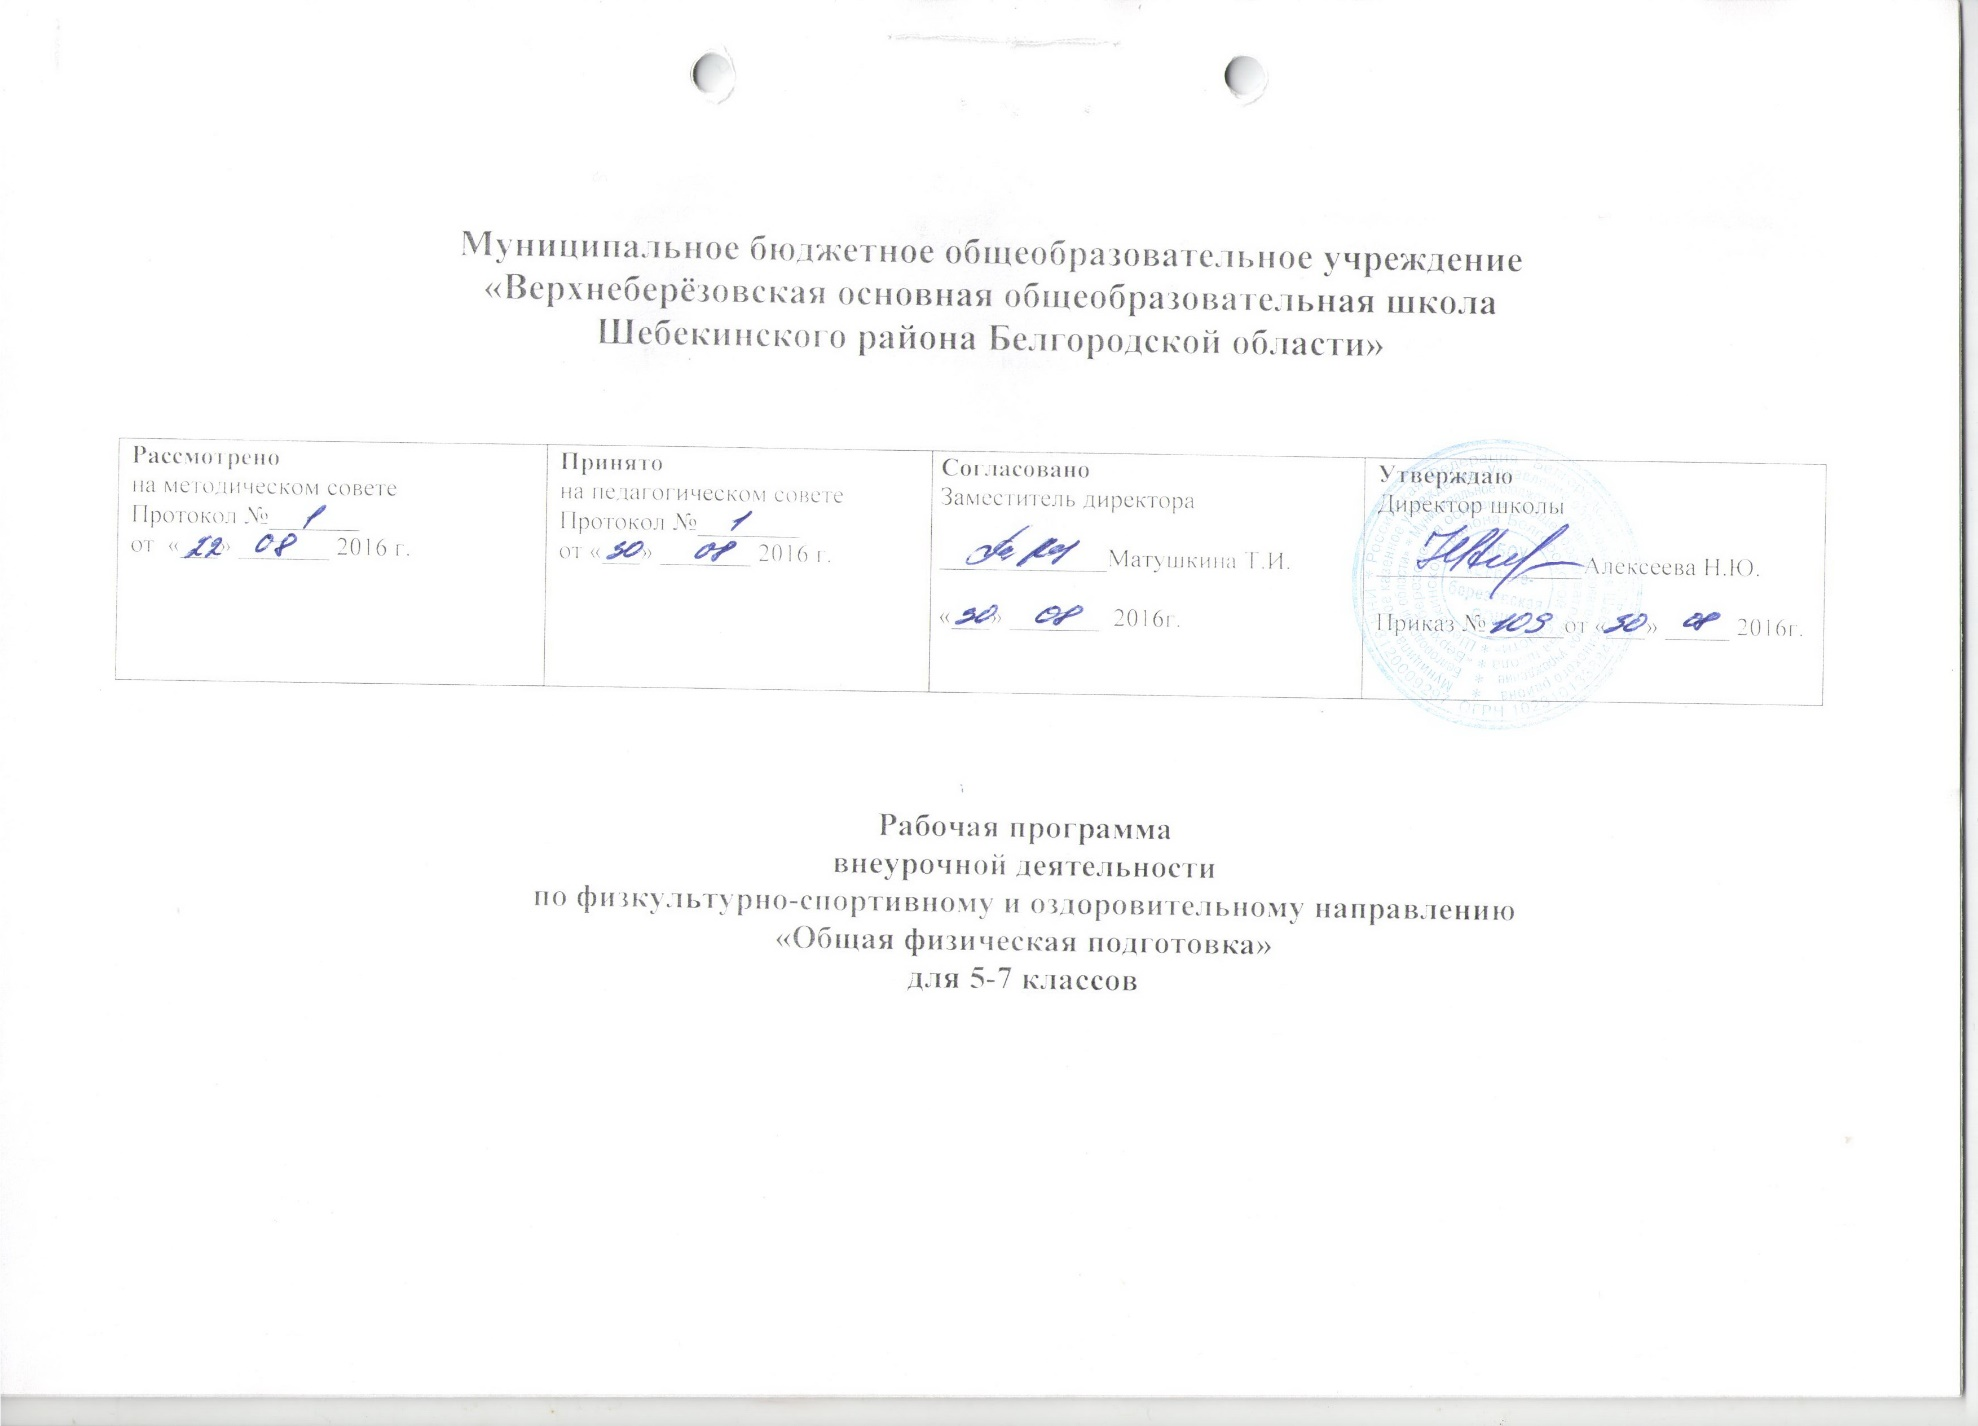 Муниципальное бюджетное общеобразовательное учреждение
«Верхнеберёзовская основная общеобразовательная школа
Шебекинского района Белгородской области»
Рассмотрено
на методическом совете
Протокол № 1
от «22» 08 2016 г.
Принято
на педагогическом совете
Протокол № 1
от «30» 08 2016 г.
Согласовано
Заместитель директора
Матушкина Т.И.
«30» 08 2016г.
Утверждаю
Директор школы
Алексеева Н.Ю.
Приказ № 109 от «30» 08 2016г.
Рабочая программа
внеурочной деятельности
по физкультурно-спортивному и оздоровительному направлению
«Общая физическая подготовка»
для 5-7 классов